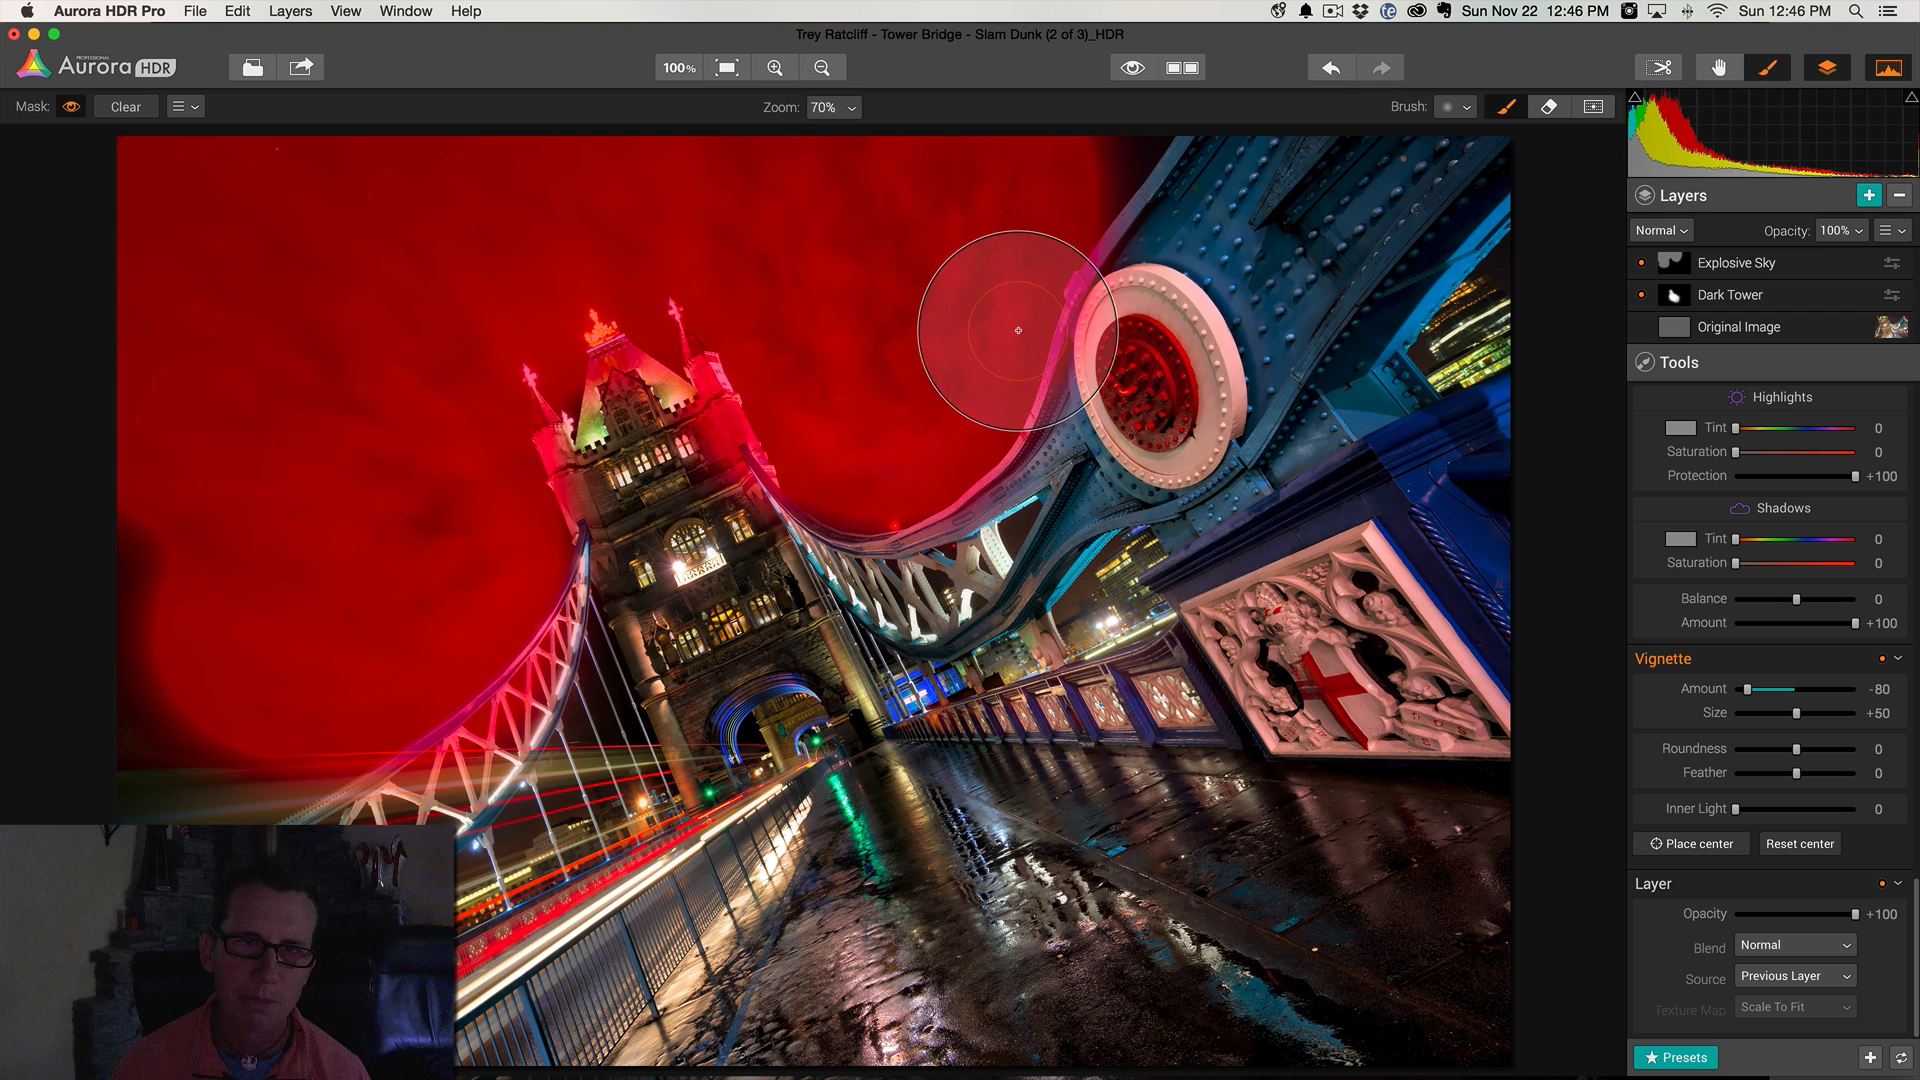 Aurora HDR Pro File Edit Layers View Window Help Sun Nov 22 12:46 PM Sun 12:46 PM
Trey Ratcliff - Tower Bridge - Slam Dunk (2 of 3)_HDR
PROFESSIONAL
Aurora HDR 100%
Mask: Clear Zoom: 70% Brush:
Layers
Normal Opacity: 100%
Explosive Sky
Dark Tower
Original Image
Tools
Highlights
Tint 0
Saturation 0
Protection +100
Shadows
Tint 0
Saturation 0
Balance 0
Amount +100
Vignette
Amount -80
Size +50
Roundness 0
Feather 0
Inner Light 0
Place center Reset center
Layer
Opacity +100
Blend Normal
Source Previous Layer
Texture Map Scale To Fit
Presets